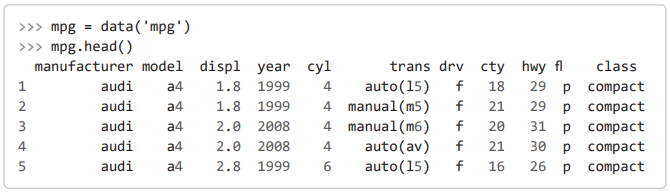 >>> mpg = data('mpg')
>>> mpg.head()
manufacturer model displ year cyl trans drv cty hwy fl class
1 audi a4 1.8 1999 4 auto(l5) f 18 29 p compact
2 audi a4 1.8 1999 4 manual(m5) f 21 29 p compact
3 audi a4 2.0 2008 4 manual(m6) f 20 31 p compact
4 audi a4 2.0 2008 4 auto(av) f 21 30 p compact
5 audi a4 2.8 1999 6 auto(l5) f 16 26 p compact